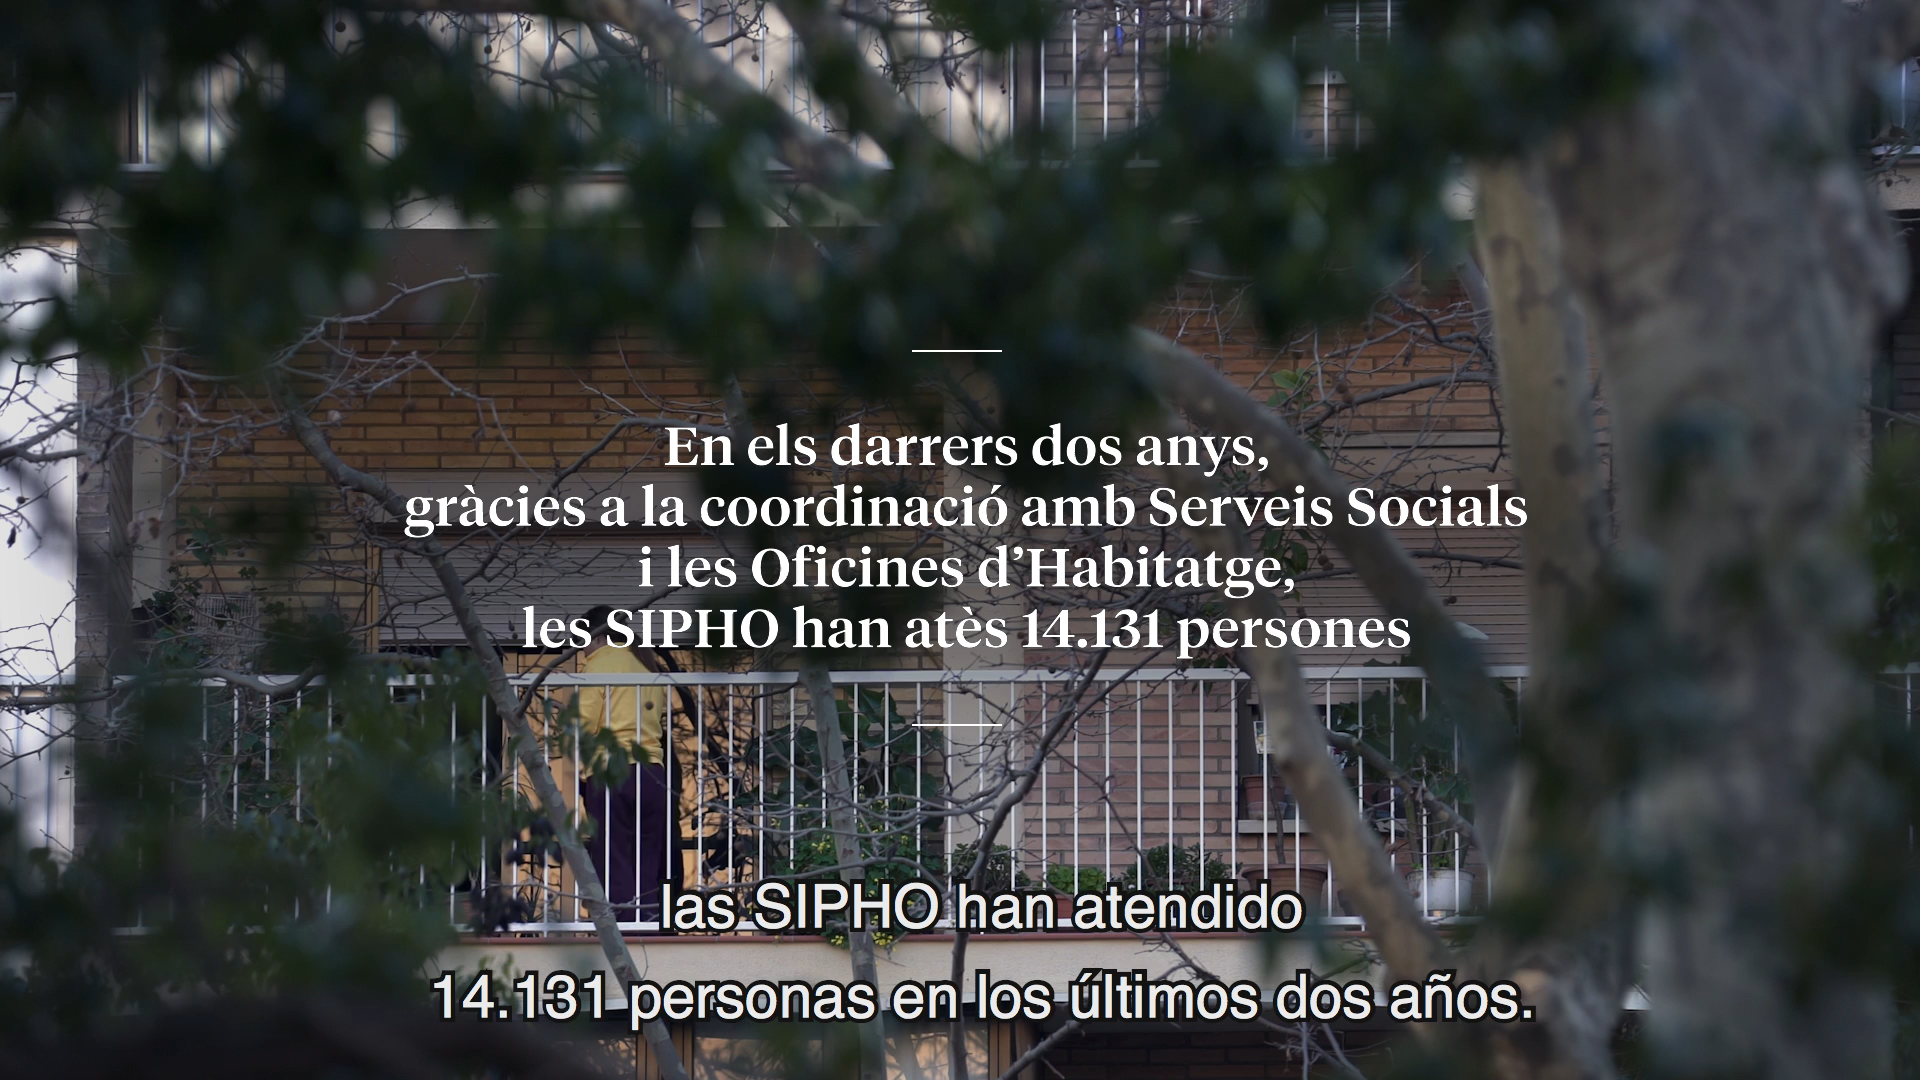 En els darrers dos anys,
gràcies a la coordinació amb Serveis Socials
i les Oficines d’Habitatge,
les SIPHO han atès 14.131 persones
las SIPHO han atendido
14.131 personas en los últimos dos años.